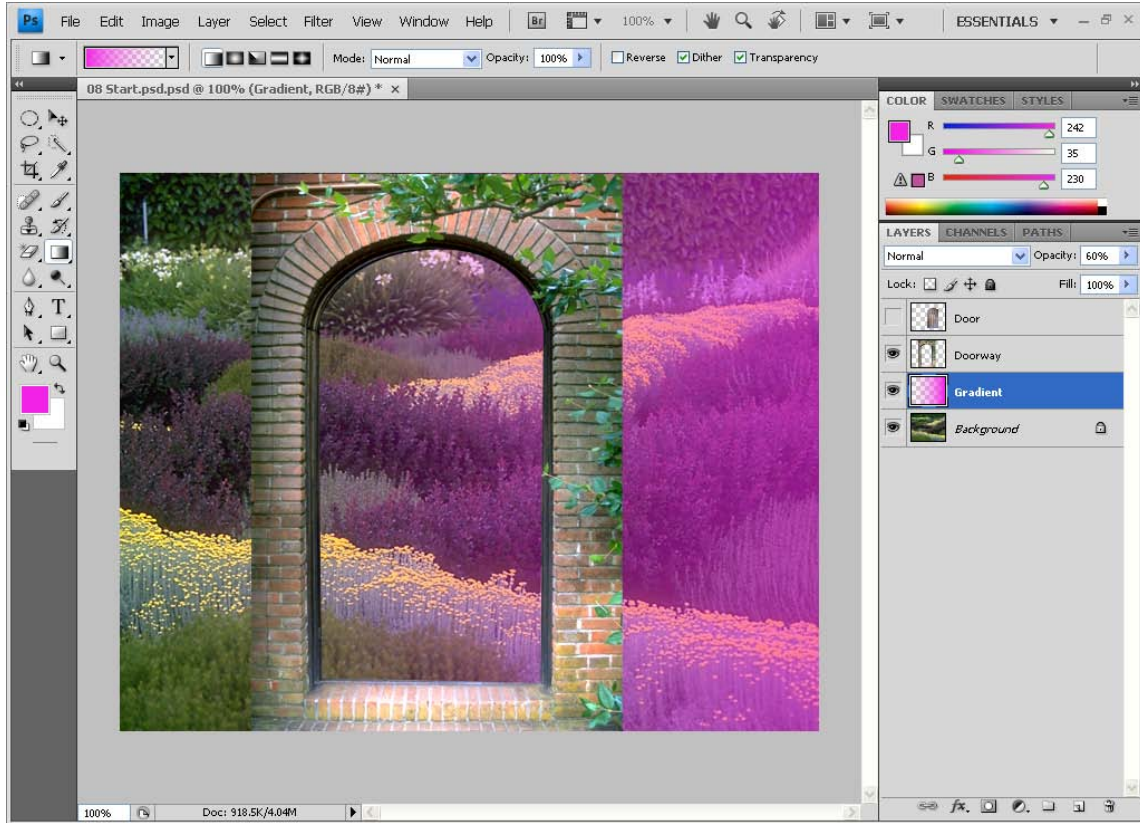 Ps File Edit Image Layer Select Filter View Window Help Br 100% ESSENTIALS
Mode: Normal Opacity: 100% Reverse Dither Transparency
08 Start.psd.psd @ 100% (Gradient, RGB/8#) * ×
COLOR SWATCHES STYLES
R 242
G 35
B 230
LAYERS CHANNELS PATHS
Normal Opacity: 60%
Lock: Fill: 100%
Door
Doorway
Gradient
Background
T
fx.
100% Doc: 918.5K/4.04M